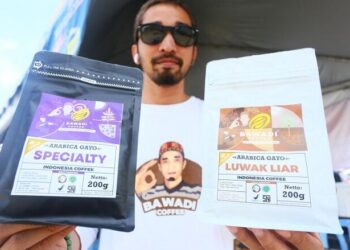 BAWADI
COFFEE
ARABICA GAYO
SPECIALTY
INDONESIA COFFEE
Netto:
200g
BAWADI
ARABICA GAYO
LUWAK LIAR
INDONESIA COFFEE
Netto:
200g
BAWADI
COFFEE